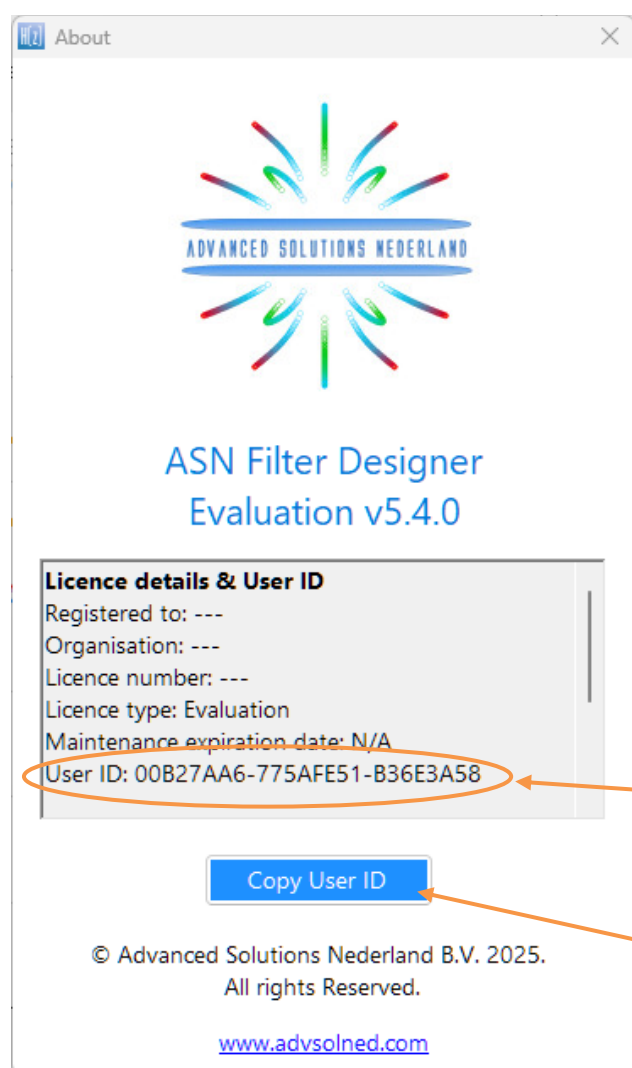 H(z) About
ADVANCED SOLUTIONS NEDERLAND
ASN Filter Designer
Evaluation v5.4.0
Licence details & User ID
Registered to: ---
Organisation: ---
Licence number: ---
Licence type: Evaluation
Maintenance expiration date: N/A
User ID: 00B27AA6-775AFE51-B36E3A58
Copy User ID
© Advanced Solutions Nederland B.V. 2025.
All rights Reserved.
www.advsolned.com